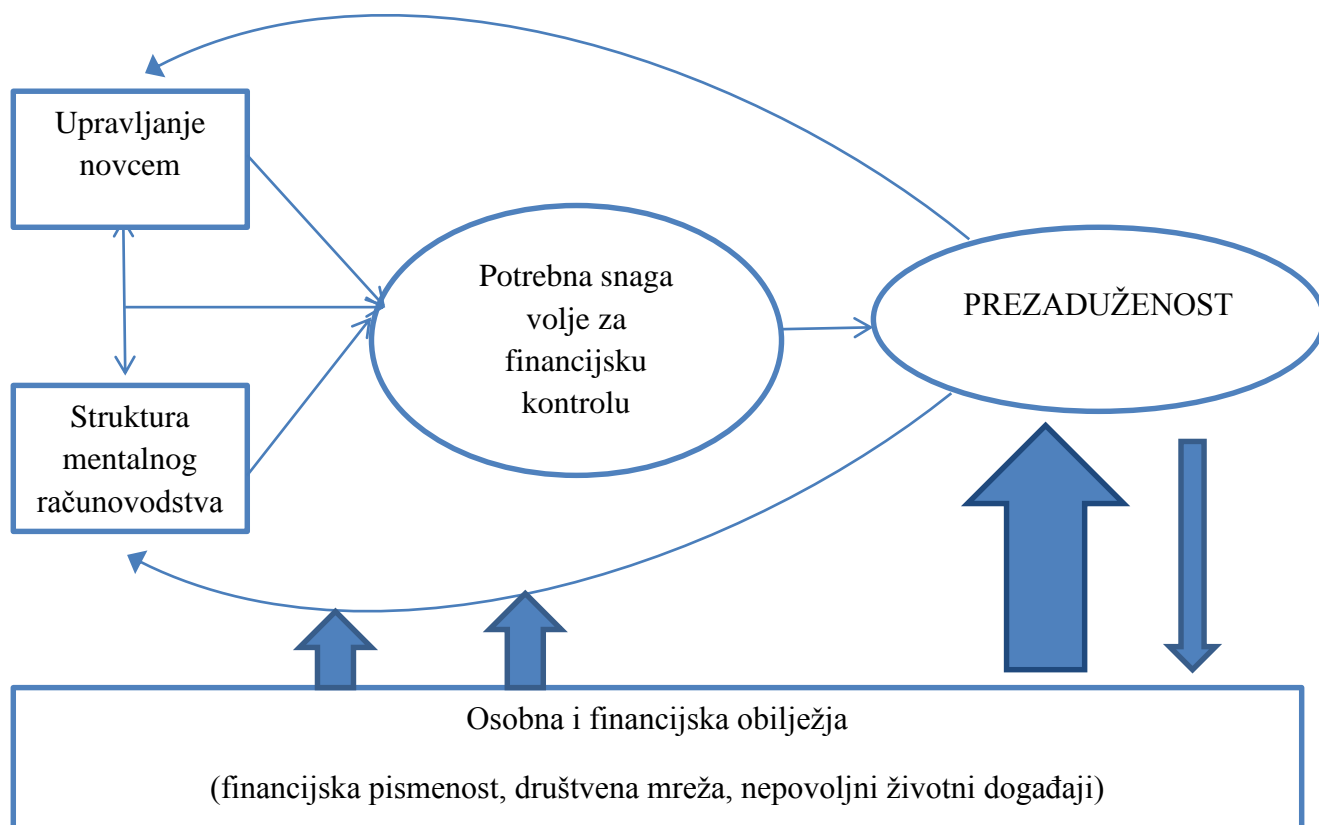 Upravljanje
novcem
Potrebna snaga
volje za
financijsku
kontrolu
PREZADUŽENOST
Struktura
mentalnog
računovodstva
Osobna i financijska obilježja
(financijska pismenost, društvena mreža, nepovoljni životni događaji)